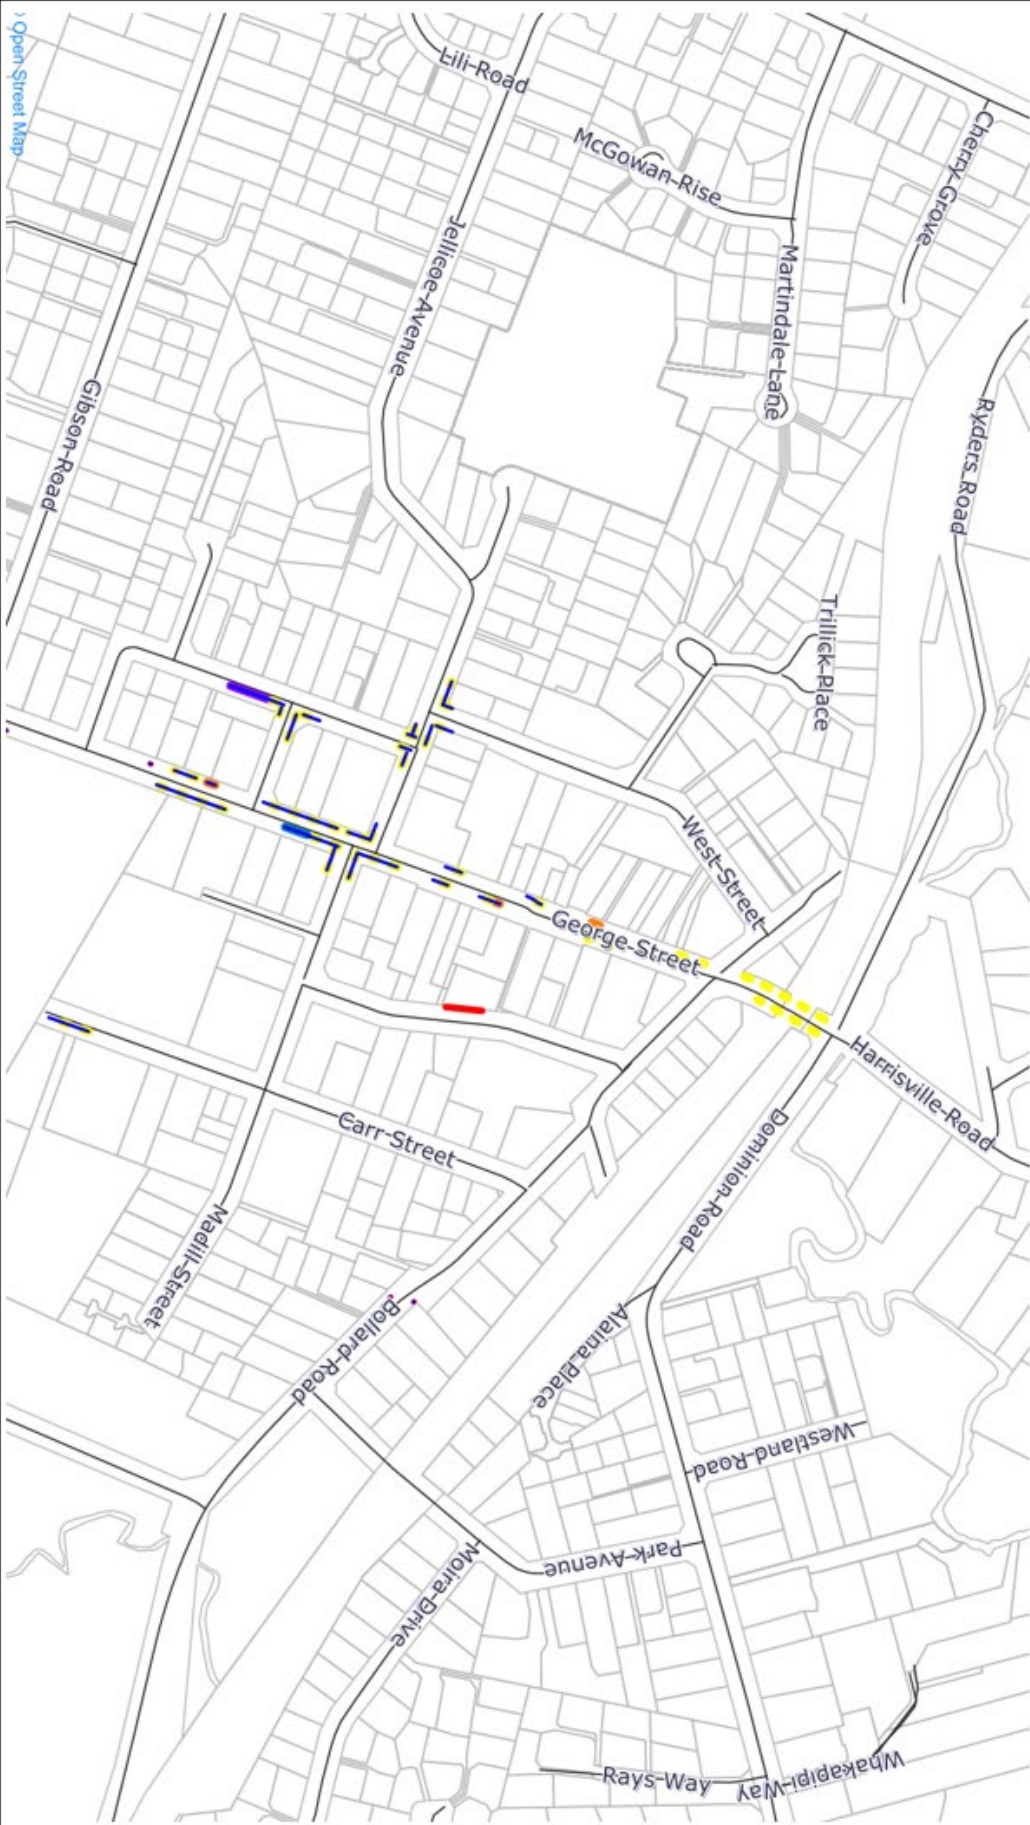 Open Street Map
Lili Road
McGowan Rise
Cherry Grove
Jellicoe Avenue
Martindale Lane
Gibson Road
Ryders Road
Trillick Place
West Street
George Street
Harrisville Road
Carr Street
Dominion Road
Madill Street
Bollard Road
Alaina Place
Westland Road
Park Avenue
Moira Drive
Rays Way
Whakapipi Way